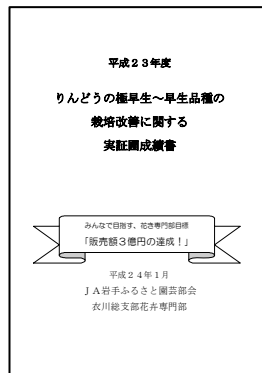 平成２３年度
りんどうの極早生～早生品種の
栽培改善に関する
実証圃成績書
みんなで目指す、花き専門部目標
「販売額３億円の達成！」
平成２４年１月
ＪＡ岩手ふるさと園芸部会
衣川総支部花卉専門部